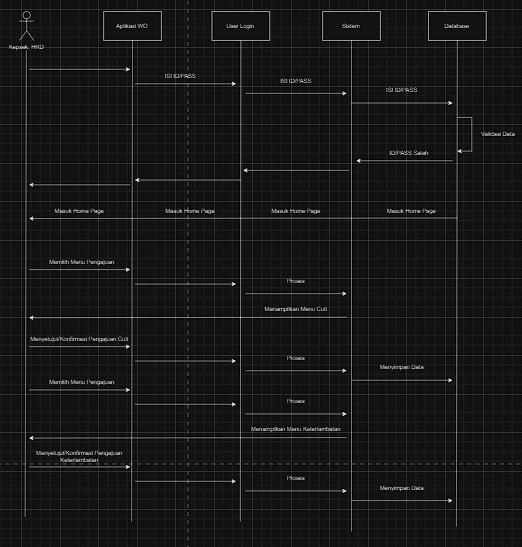 Aplikasi WO
User Login
Sistem
Database
Kepsek, HRD
ISI ID/PASS
ISI ID/PASS
ISI ID/PASS
Validasi Data
ID/PASS Salah
Masuk Home Page
Masuk Home Page
Masuk Home Page
Masuk Home Page
Memilih Menu Pengajuan
Proses
Menampilkan Menu Cuti
Menyetujui/Konfirmasi Pengajuan Cuti
Proses
Menyimpan Data
Memilih Menu Pengajuan
Proses
Menampilkan Menu Keterlambatan
Menyetujui/Konfirmasi Pengajuan
Keterlambatan
Proses
Menyimpan Data